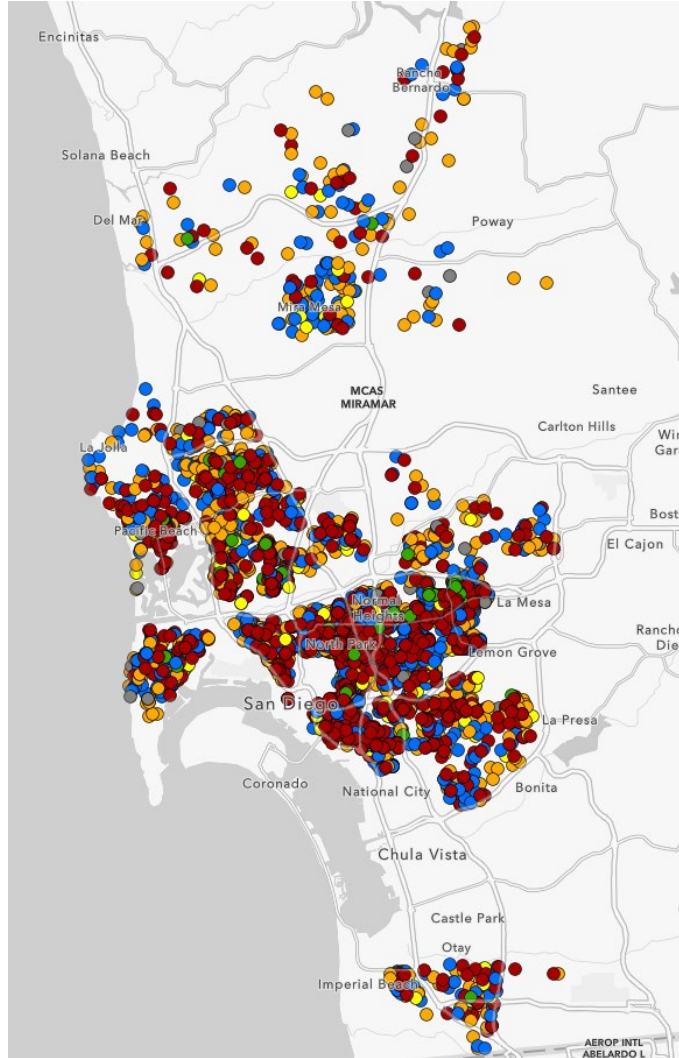 Encinitas
Rancho
Bernardo
Solana Beach
Del Mar
Poway
Mira Mesa
MCAS
MIRAMAR
Santee
Carlton Hills
La Jolla
Pacific Beach
El Cajon
Normal
Heights
La Mesa
North Park
Lemon Grove
Rancho
San Diego
La Presa
Coronado
National City
Bonita
Chula Vista
Castle Park
Otay
Imperial Beach
AEROP INTL
ABELARDO L